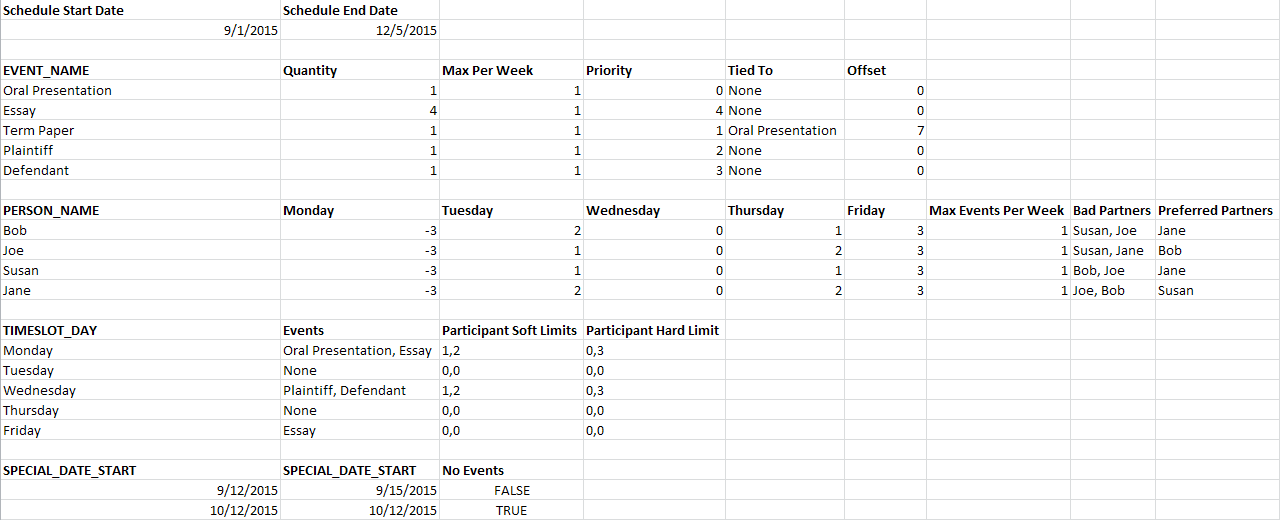 Schedule Start Date Schedule End Date
9/1/2015 12/5/2015
EVENT_NAME Quantity Max Per Week Priority Tied To Offset
Oral Presentation 1 1 0 None 0
Essay 4 1 4 None 0
Term Paper 1 1 1 Oral Presentation 7
Plaintiff 1 1 2 None 0
Defendant 1 1 3 None 0
PERSON_NAME Monday Tuesday Wednesday Thursday Friday Max Events Per Week Bad Partners Preferred Partners
Bob -3 2 0 1 3 1 Susan, Joe Jane
Joe -3 1 0 2 3 1 Susan, Jane Bob
Susan -3 1 0 1 3 1 Bob, Joe Jane
Jane -3 2 0 2 3 1 Joe, Bob Susan
TIMESLOT_DAY Events Participant Soft Limits Participant Hard Limit
Monday Oral Presentation, Essay 1,2 0,3
Tuesday None 0,0 0,0
Wednesday Plaintiff, Defendant 1,2 0,3
Thursday None 0,0 0,0
Friday Essay 0,0 0,0
SPECIAL_DATE_START SPECIAL_DATE_START No Events
9/12/2015 9/15/2015 FALSE
10/12/2015 10/12/2015 TRUE